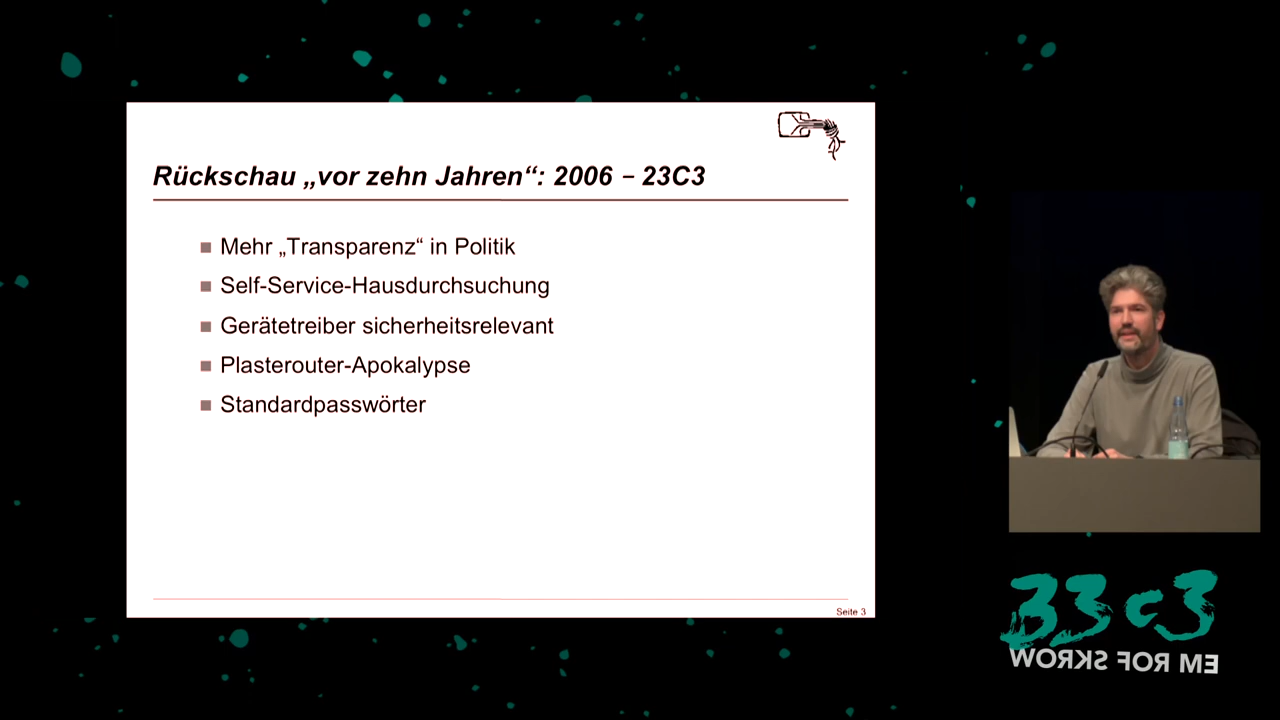 Rückschau „vor zehn Jahren“: 2006 – 23C3
Mehr „Transparenz“ in Politik
Self-Service-Hausdurchsuchung
Gerätetreiber sicherheitsrelevant
Plasterouter-Apokalypse
Standardpasswörter
Seite 3
33c3
WORKS FOR ME